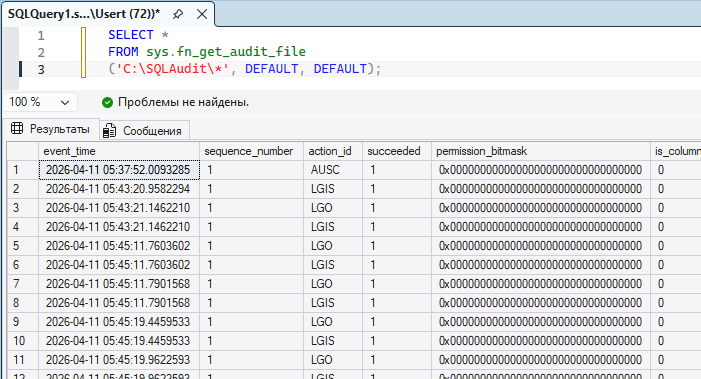 SQLQuery1.s...\Usert (72))*
1 SELECT *
2 FROM sys.fn_get_audit_file
3 ('C:\SQLAudit\*', DEFAULT, DEFAULT);
100 % Проблемы не найдены.
Результаты Сообщения
event_time sequence_number action_id succeeded permission_bitmask is_column
1 2026-04-11 05:37:52.0093285 1 AUSC 1 0x00000000000000000000000000000000 0
2 2026-04-11 05:43:20.9582294 1 LGIS 1 0x00000000000000000000000000000000 0
3 2026-04-11 05:43:21.1462210 1 LGO 1 0x00000000000000000000000000000000 0
4 2026-04-11 05:43:21.1462210 1 LGIS 1 0x00000000000000000000000000000000 0
5 2026-04-11 05:45:11.7603602 1 LGO 1 0x00000000000000000000000000000000 0
6 2026-04-11 05:45:11.7603602 1 LGIS 1 0x00000000000000000000000000000000 0
7 2026-04-11 05:45:11.7901568 1 LGO 1 0x00000000000000000000000000000000 0
8 2026-04-11 05:45:11.7901568 1 LGIS 1 0x00000000000000000000000000000000 0
9 2026-04-11 05:45:19.4459533 1 LGO 1 0x00000000000000000000000000000000 0
10 2026-04-11 05:45:19.4459533 1 LGIS 1 0x00000000000000000000000000000000 0
11 2026-04-11 05:45:19.9622593 1 LGO 1 0x00000000000000000000000000000000 0
12 2026-04-11 05:45:19.9622593 1 LGIS 1 0x00000000000000000000000000000000 0